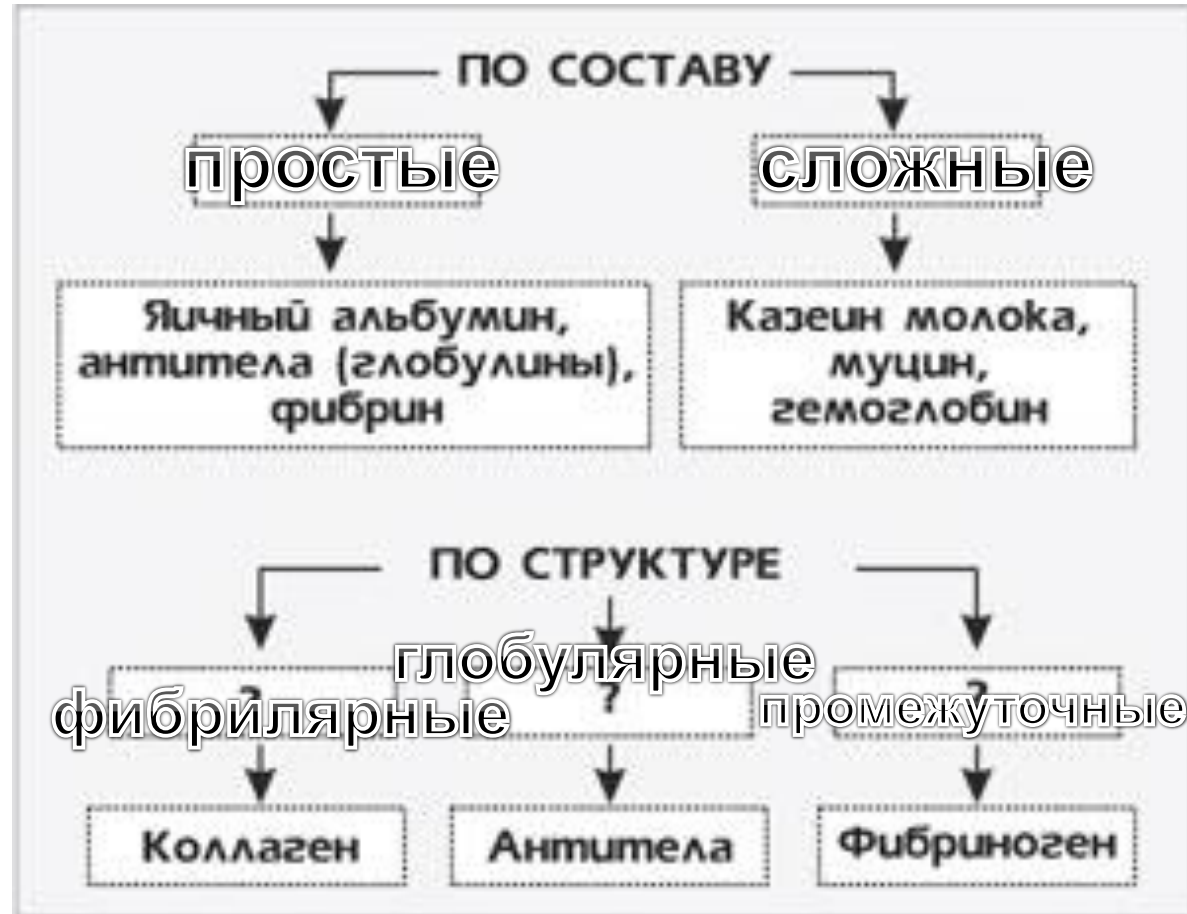 ПО СОСТАВУ
простые
сложные
Яичный альбумин,
антитела (глобулины),
фибрин
Казеин молока,
муцин,
гемоглобин
ПО СТРУКТУРЕ
?
фибрилярные
глобулярные
?
?
промежуточные
Коллаген
Антитела
Фибриноген